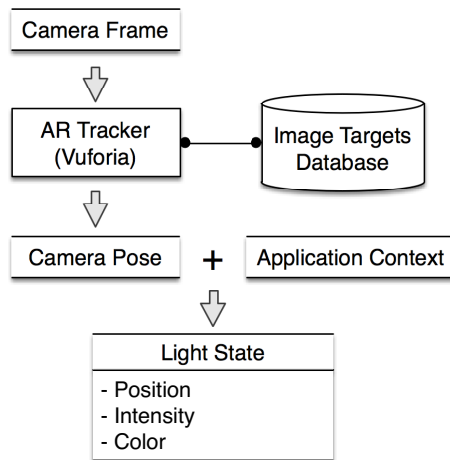 Camera Frame
AR Tracker
(Vuforia)
Image Targets
Database
Camera Pose
+
Application Context
Light State
- Position
- Intensity
- Color